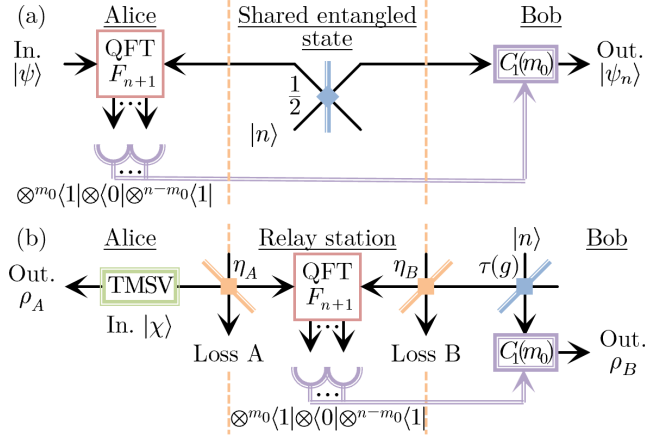 (a) Alice Shared entangled state Bob
In. |ψ⟩
QFT
F_{n+1}
1/2
|n⟩
C_1(m_0)
Out. |ψ_n⟩
...
...
⊗^{m_0}⟨1|⊗⟨0|⊗^{n−m_0}⟨1|
(b) Alice Relay station |n⟩ Bob
Out. ρ_A
TMSV
In. |χ⟩
η_A
QFT
F_{n+1}
η_B
τ(g)
...
Loss A
Loss B
C_1(m_0)
Out. ρ_B
...
⊗^{m_0}⟨1|⊗⟨0|⊗^{n−m_0}⟨1|